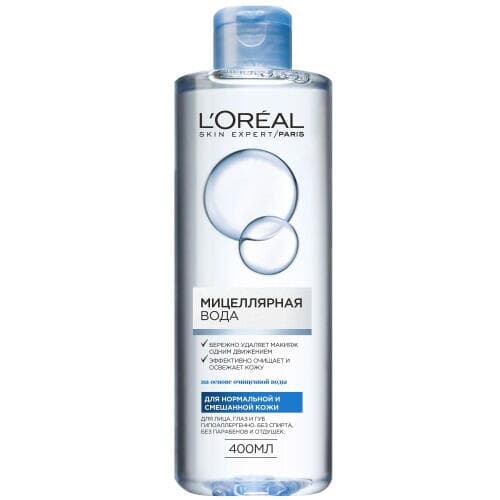 L'ORÉAL
SKIN EXPERT/PARIS
МИЦЕЛЛЯРНАЯ
ВОДА
✓ БЕРЕЖНО УДАЛЯЕТ МАКИЯЖ
ОДНИМ ДВИЖЕНИЕМ
✓ ЭФФЕКТИВНО ОЧИЩАЕТ И
ОСВЕЖАЕТ КОЖУ
на основе очищенной воды
ДЛЯ НОРМАЛЬНОЙ И
СМЕШАННОЙ КОЖИ
ДЛЯ ЛИЦА, ГЛАЗ И ГУБ.
ГИПОАЛЛЕРГЕННО. БЕЗ СПИРТА,
БЕЗ ПАРАБЕНОВ И ОТДУШЕК.
400МЛ